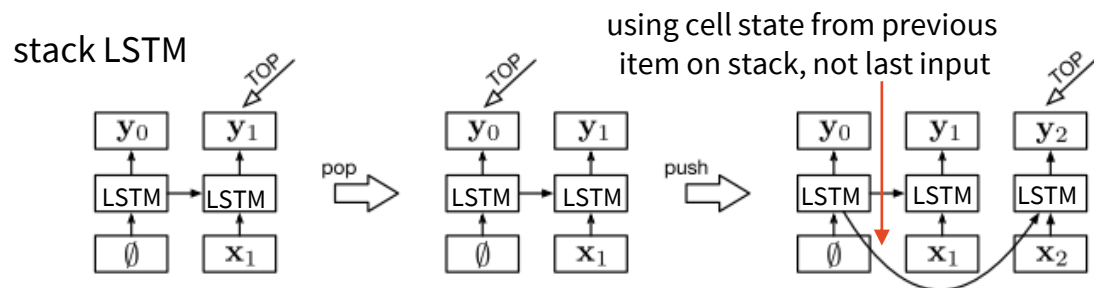 stack LSTM
using cell state from previous
item on stack, not last input
TOP
y₀ y₁
LSTM LSTM
∅ x₁
pop
TOP
y₀ y₁
LSTM LSTM
∅ x₁
push
TOP
y₀ y₁ y₂
LSTM LSTM LSTM
∅ x₁ x₂